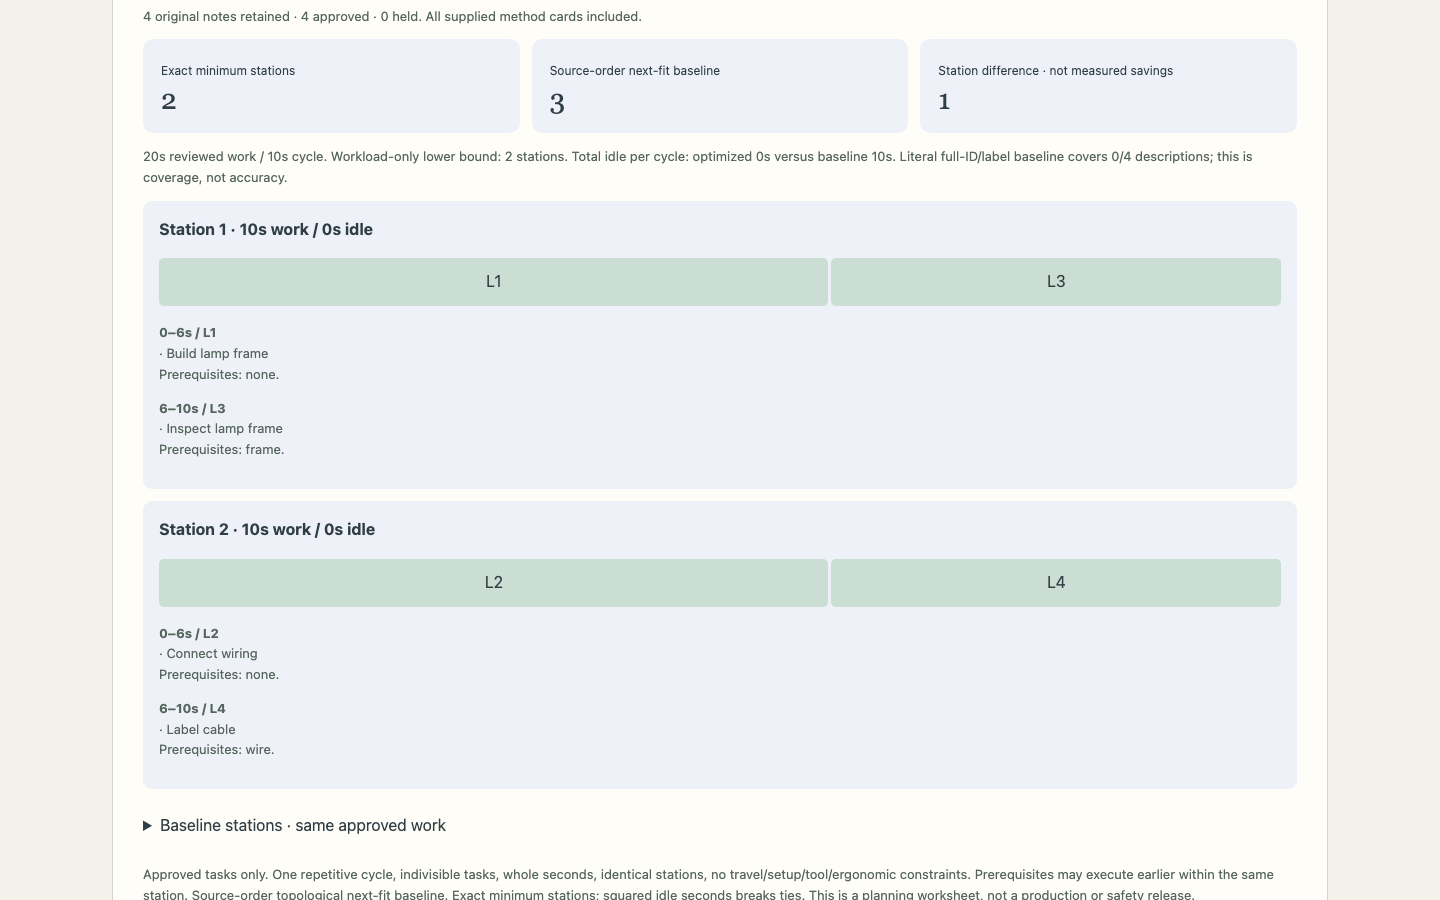 4 original notes retained · 4 approved · 0 held. All supplied method cards included.
Exact minimum stations
2
Source-order next-fit baseline
3
Station difference · not measured savings
1
20s reviewed work / 10s cycle. Workload-only lower bound: 2 stations. Total idle per cycle: optimized 0s versus baseline 10s. Literal full-ID/label baseline covers 0/4 descriptions; this is
coverage, not accuracy.
Station 1 · 10s work / 0s idle
L1
L3
0–6s / L1
· Build lamp frame
Prerequisites: none.
6–10s / L3
· Inspect lamp frame
Prerequisites: frame.
Station 2 · 10s work / 0s idle
L2
L4
0–6s / L2
· Connect wiring
Prerequisites: none.
6–10s / L4
· Label cable
Prerequisites: wire.
Baseline stations · same approved work
Approved tasks only. One repetitive cycle, indivisible tasks, whole seconds, identical stations, no travel/setup/tool/ergonomic constraints. Prerequisites may execute earlier within the same
station. Source-order topological next-fit baseline. Exact minimum stations; squared idle seconds breaks ties. This is a planning worksheet, not a production or safety release.